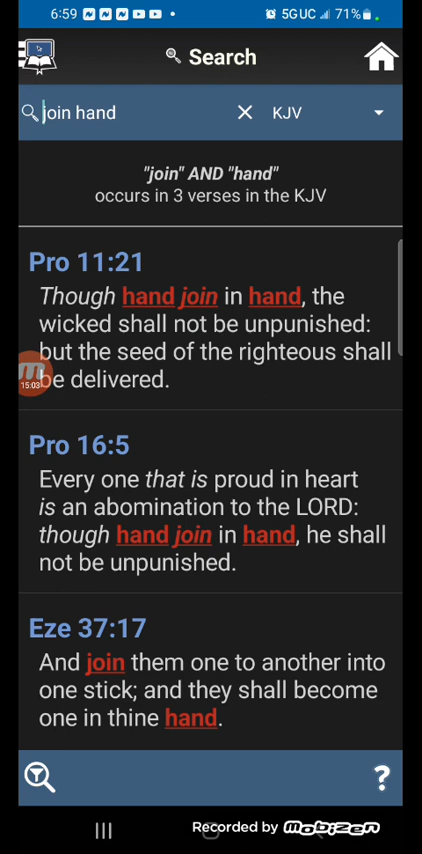 6:59 5GUC 71%
Search
join hand KJV
"join" AND "hand"
occurs in 3 verses in the KJV
Pro 11:21
Though hand join in hand, the
wicked shall not be unpunished:
but the seed of the righteous shall
be delivered.
15:03
Pro 16:5
Every one that is proud in heart
is an abomination to the LORD:
though hand join in hand, he shall
not be unpunished.
Eze 37:17
And join them one to another into
one stick; and they shall become
one in thine hand.
?
Recorded by mobizen